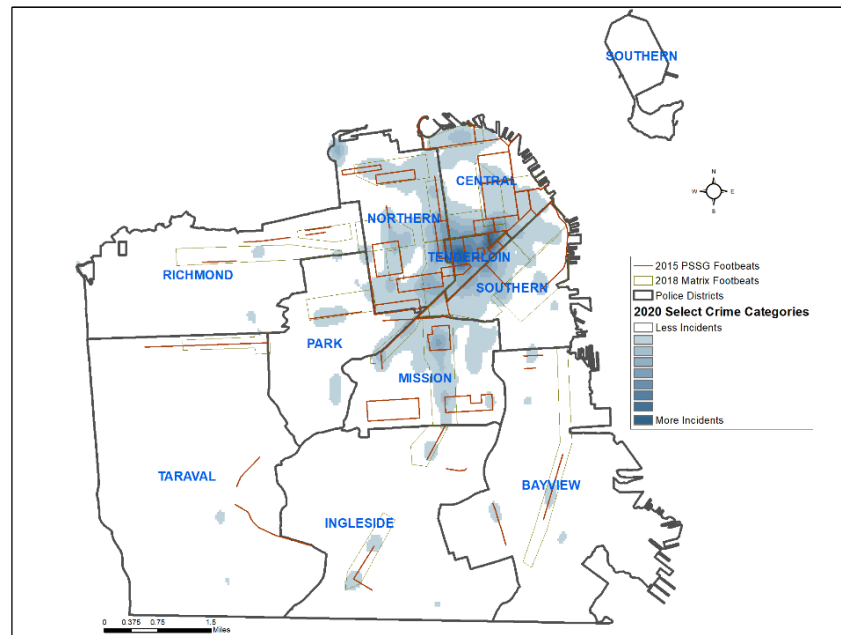 SOUTHERN
CENTRAL
N
W E
S
NORTHERN
TENDERLOIN
RICHMOND
SOUTHERN
PARK
MISSION
TARAVAL
BAYVIEW
INGLESIDE
2015 PSSG Footbeats
2018 Matrix Footbeats
Police Districts
2020 Select Crime Categories
Less Incidents
More Incidents
0 0.375 0.75 1.5
Miles